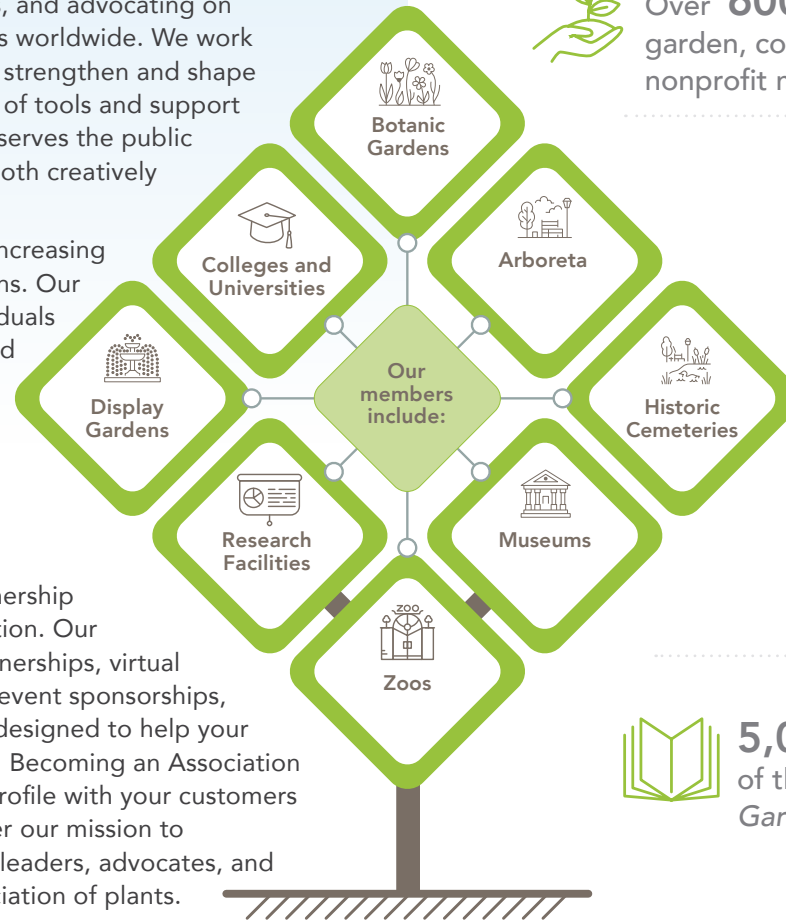 , and advocating on
s worldwide. We work
strengthen and shape
of tools and support
serves the public
oth creatively
ncreasing
ns. Our
duals
d
ership
tion. Our
nerships, virtual
event sponsorships,
designed to help your
Becoming an Association
rofile with your customers
er our mission to
leaders, advocates, and
iation of plants.
Botanic
Gardens
Colleges and
Universities
Arboreta
Display
Gardens
Our
members
include:
Historic
Cemeteries
Research
Facilities
Museums
ZOO
Zoos
Over 600
garden, co
nonprofit
5,0
of th
Gar